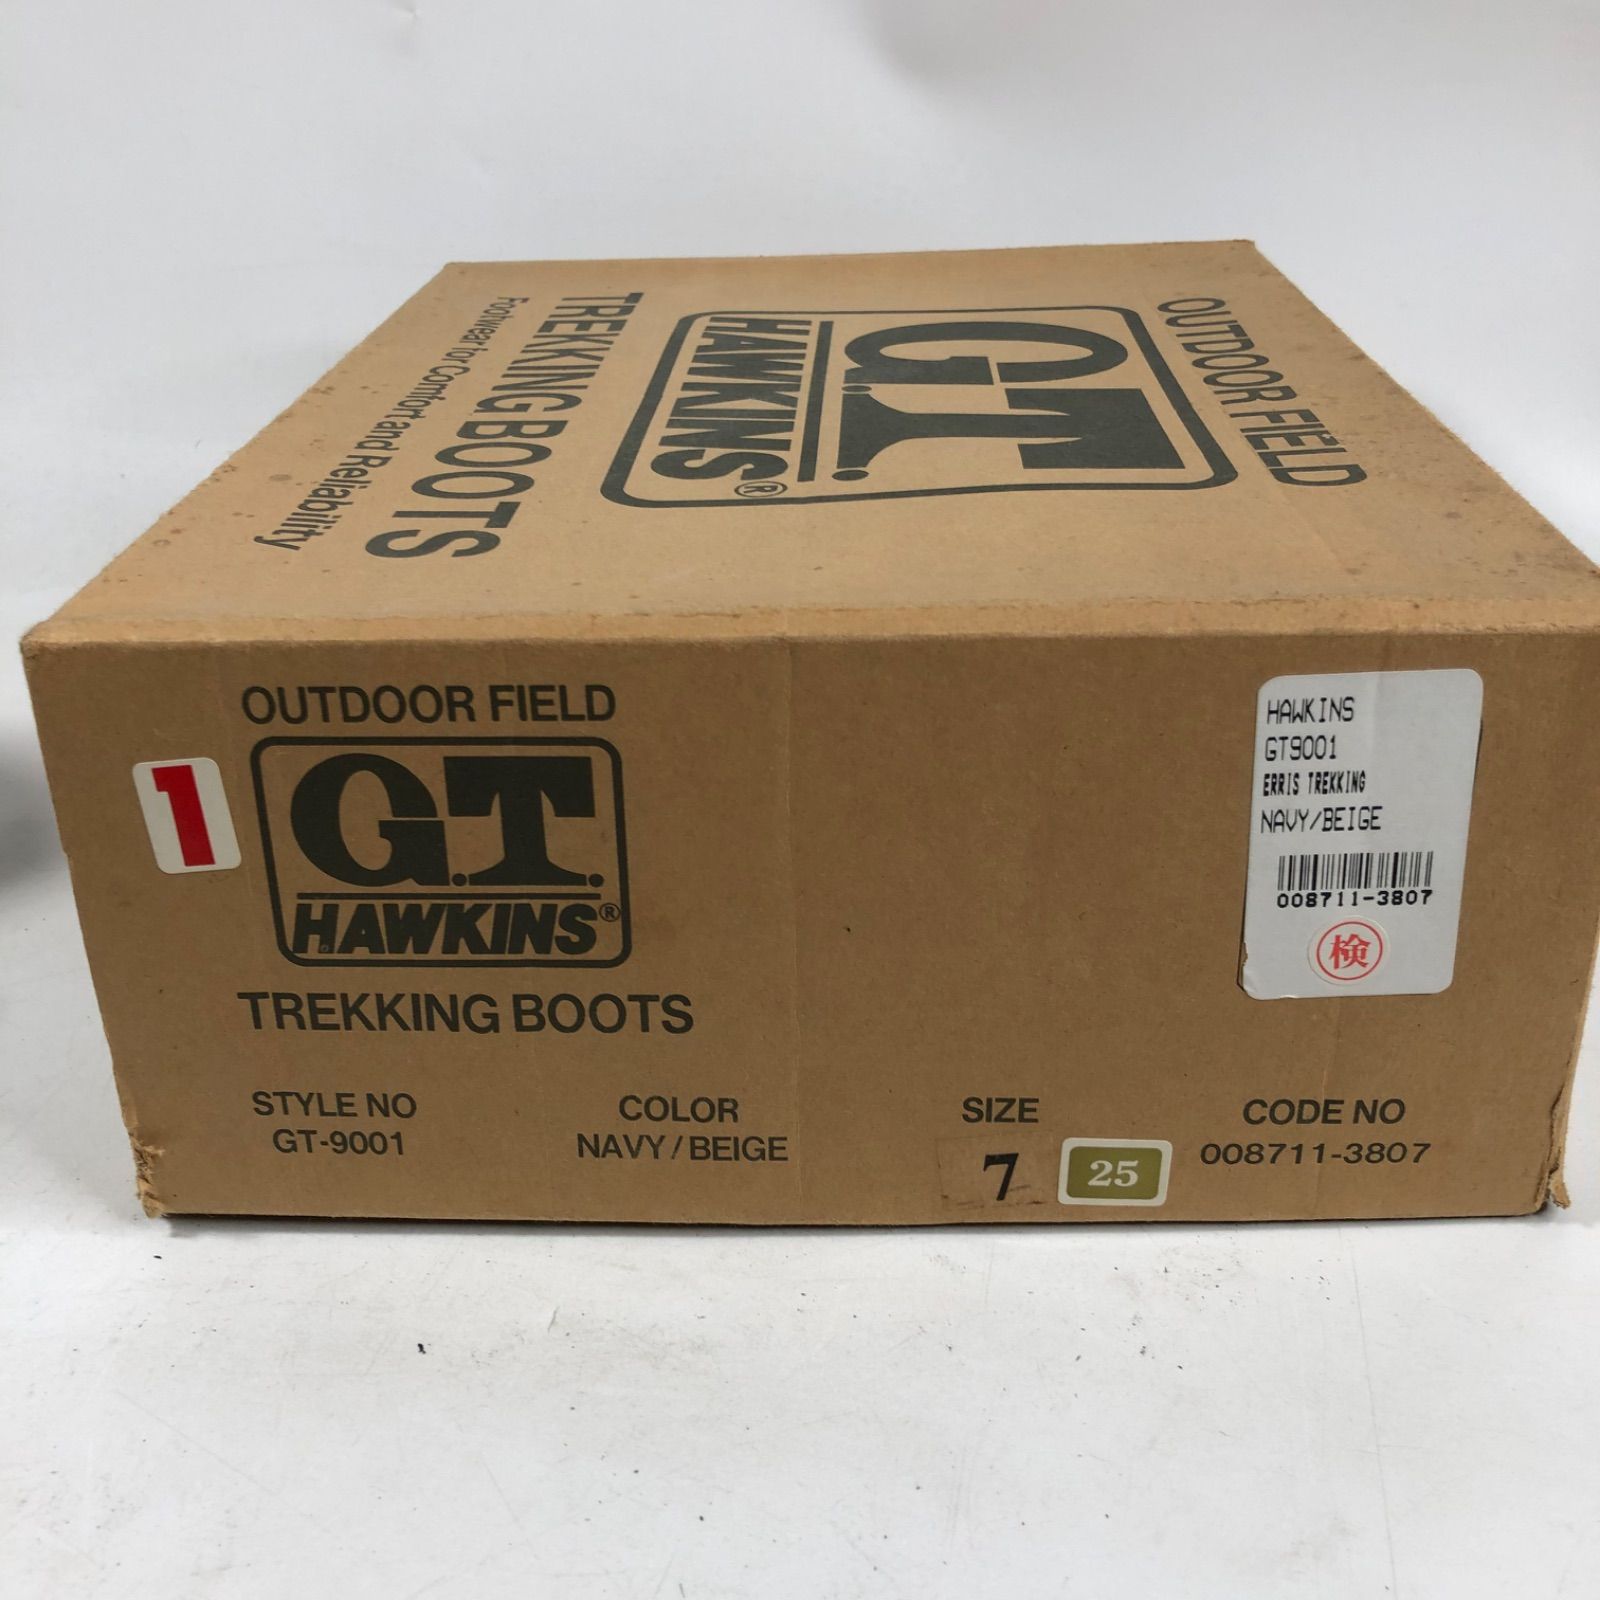 OUTDOOR FIELD
G.T.
HAWKINS®
TREKKING BOOTS
Footwear for Comfort and Reliability
OUTDOOR FIELD
1
G.T.
HAWKINS®
TREKKING BOOTS
STYLE NO
GT-9001
COLOR
NAVY/BEIGE
SIZE
7
25
CODE NO
008711-3807
HAWKINS
GT9001
ERRIS TREKKING
NAVY/BEIGE
008711-3807
検